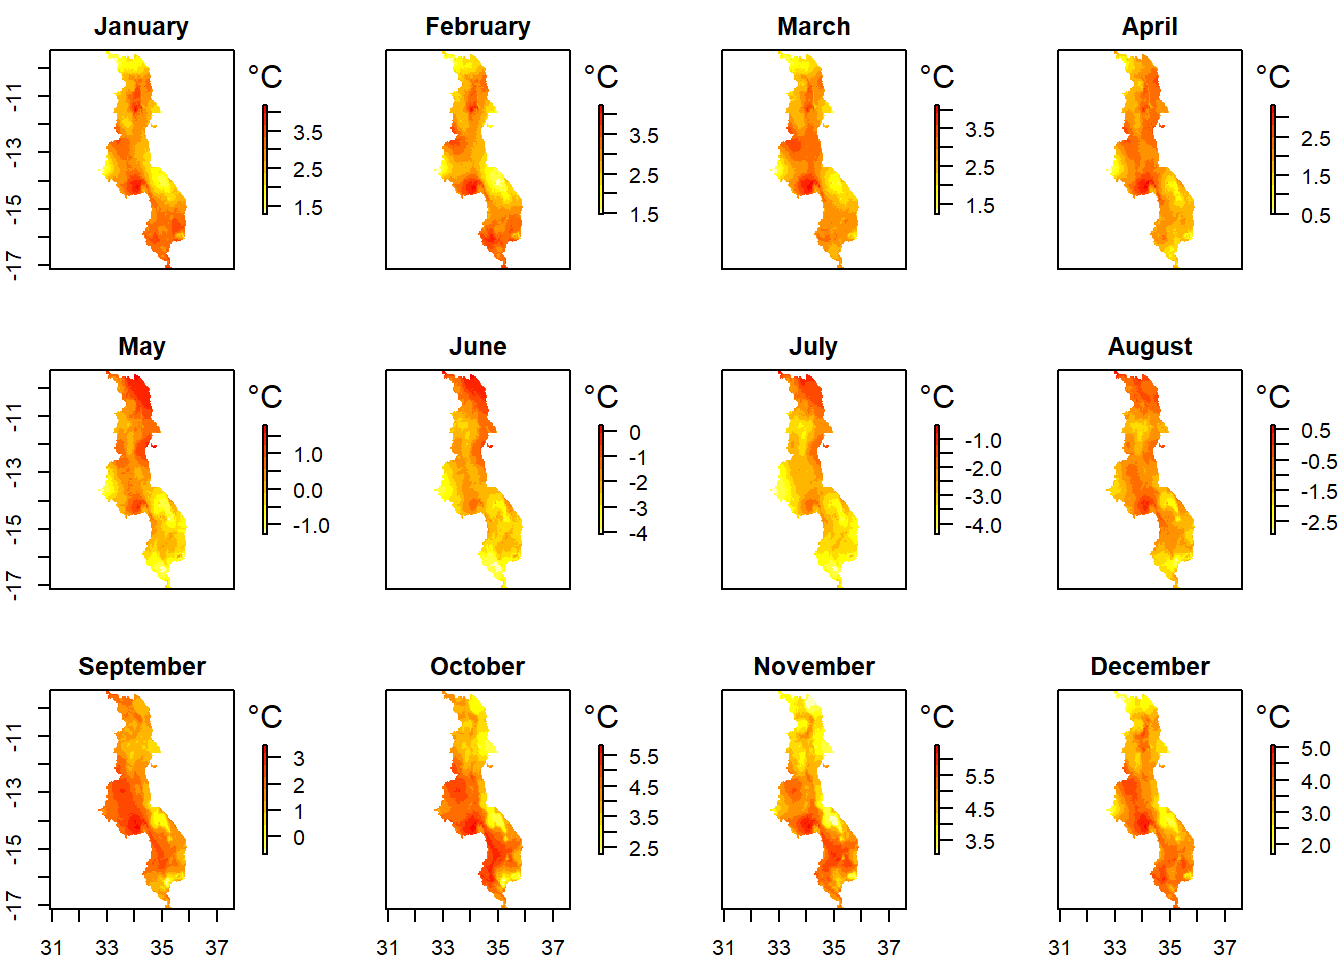 January
February
March
April
°C
°C
°C
°C
-11
-13
-15
-17
3.5
2.5
1.5
3.5
2.5
1.5
3.5
2.5
1.5
2.5
1.5
0.5
May
June
July
August
°C
°C
°C
°C
-11
-13
-15
-17
1.0
0.0
-1.0
0
-1
-2
-3
-4
-1.0
-2.0
-3.0
-4.0
0.5
-0.5
-1.5
-2.5
September
October
November
December
°C
°C
°C
°C
-11
-13
-15
-17
3
2
1
0
5.5
4.5
3.5
2.5
5.5
4.5
3.5
5.0
4.0
3.0
2.0
31 33 35 37
31 33 35 37
31 33 35 37
31 33 35 37